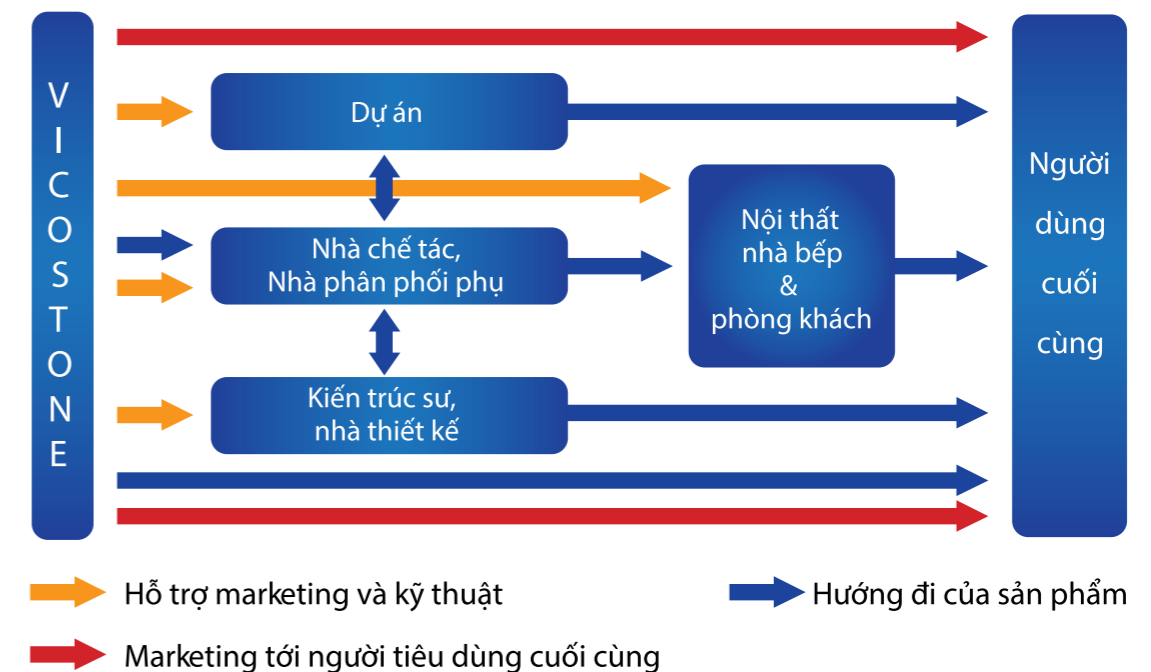 VICOSTONE
Dự án
Nhà chế tác,
Nhà phân phối phụ
Kiến trúc sư,
nhà thiết kế
Nội thất
nhà bếp
&
phòng khách
Người
dùng
cuối
cùng
Hỗ trợ marketing và kỹ thuật
Hướng đi của sản phẩm
Marketing tới người tiêu dùng cuối cùng